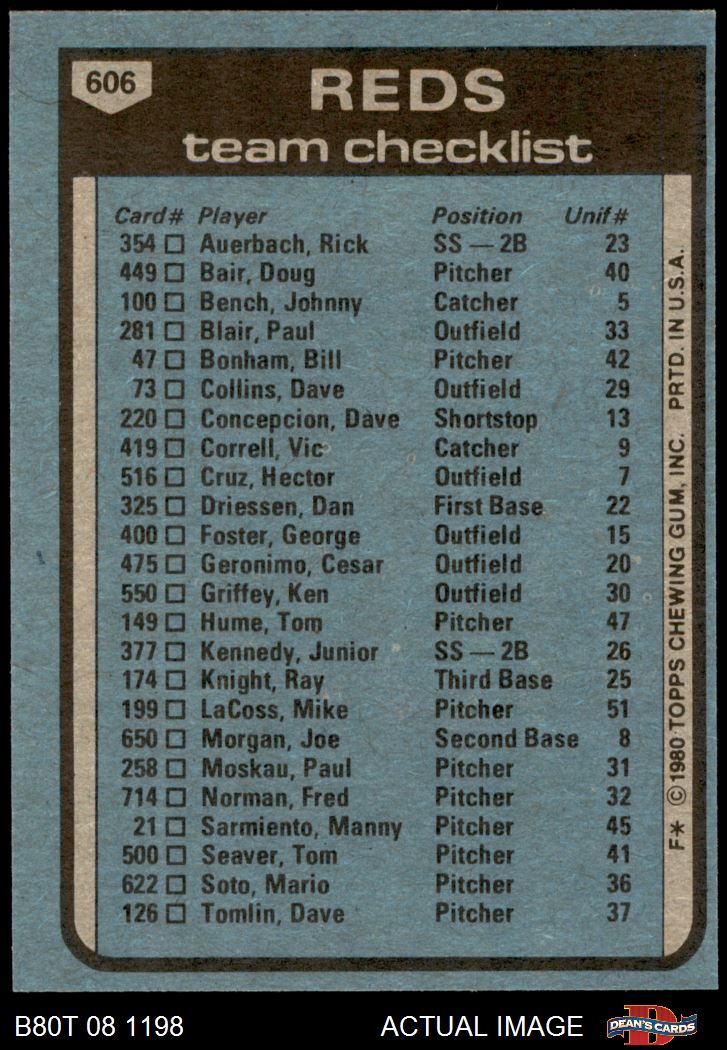 606
REDS
team checklist
Card# Player Position Unif#
354 □ Auerbach, Rick SS — 2B 23
449 □ Bair, Doug Pitcher 40
100 □ Bench, Johnny Catcher 5
281 □ Blair, Paul Outfield 33
47 □ Bonham, Bill Pitcher 42
73 □ Collins, Dave Outfield 29
220 □ Concepcion, Dave Shortstop 13
419 □ Correll, Vic Catcher 9
516 □ Cruz, Hector Outfield 7
325 □ Driessen, Dan First Base 22
400 □ Foster, George Outfield 15
475 □ Geronimo, Cesar Outfield 20
550 □ Griffey, Ken Outfield 30
149 □ Hume, Tom Pitcher 47
377 □ Kennedy, Junior SS — 2B 26
174 □ Knight, Ray Third Base 25
199 □ LaCoss, Mike Pitcher 51
650 □ Morgan, Joe Second Base 8
258 □ Moskau, Paul Pitcher 31
714 □ Norman, Fred Pitcher 32
21 □ Sarmiento, Manny Pitcher 45
500 □ Seaver, Tom Pitcher 41
622 □ Soto, Mario Pitcher 36
126 □ Tomlin, Dave Pitcher 37
F* © 1980 TOPPS CHEWING GUM, INC. PRTD. IN U.S.A.
B80T 08 1198 ACTUAL IMAGE
D
DEAN'S CARDS